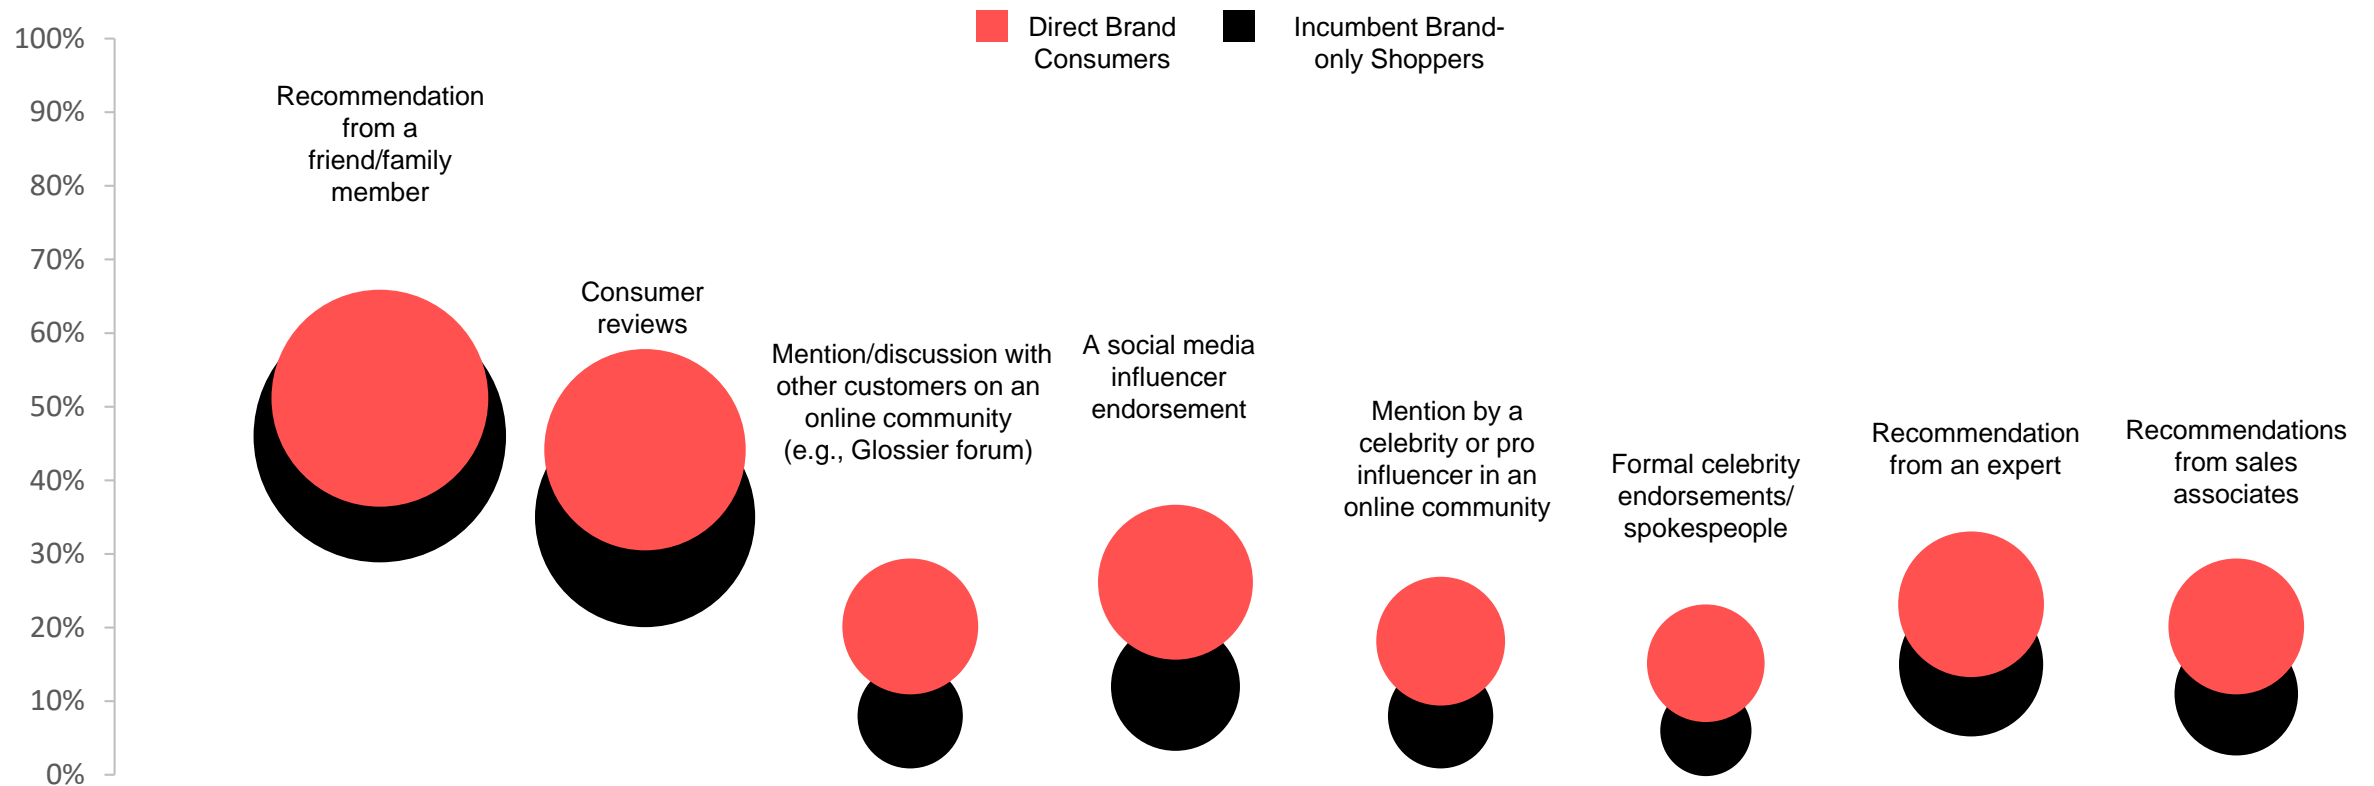 Direct Brand
Consumers
Incumbent Brand-
only Shoppers
100%
90%
80%
70%
60%
50%
40%
30%
20%
10%
0%
Recommendation
from a
friend/family
member
Consumer
reviews
Mention/discussion with
other customers on an
online community
(e.g., Glossier forum)
A social media
influencer
endorsement
Mention by a
celebrity or pro
influencer in an
online community
Formal celebrity
endorsements/
spokespeople
Recommendation
from an expert
Recommendations
from sales
associates